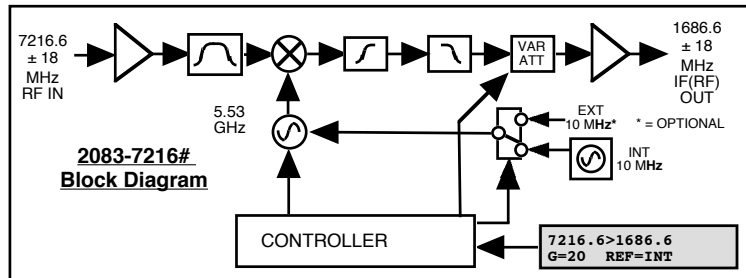 7216.6
± 18
MHz
RF IN
VAR
ATT
1686.6
± 18
MHz
IF(RF)
OUT
5.53
GHz
EXT
10 MHz*
* = OPTIONAL
INT
10 MHz
2083-7216#
Block Diagram
CONTROLLER
7216.6>1686.6
G=20 REF=INT